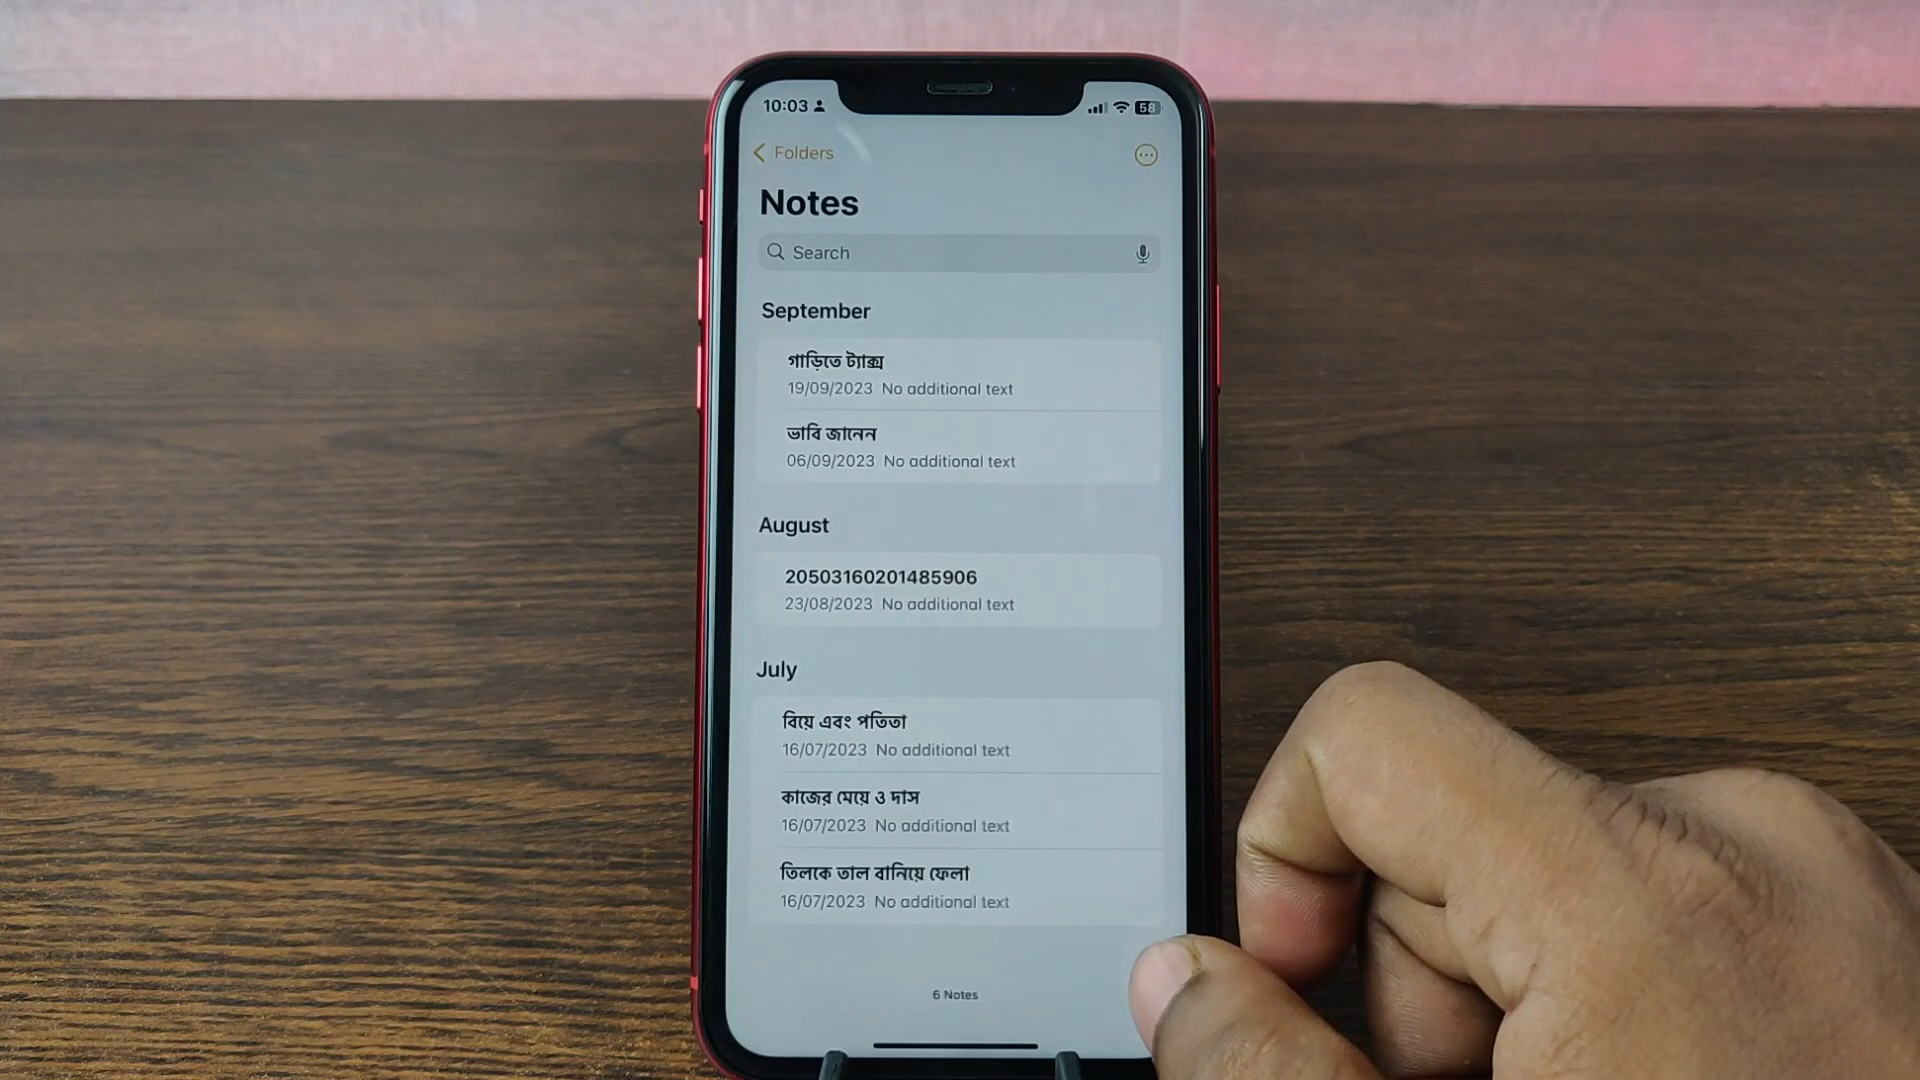 10:03
58
Folders
Notes
Search
September
গাড়িতে ট্যাক্স
19/09/2023 No additional text
ভাবি জানেন
06/09/2023 No additional text
August
20503160201485906
23/08/2023 No additional text
July
বিয়ে এবং পতিতা
16/07/2023 No additional text
কাজের মেয়ে ও দাস
16/07/2023 No additional text
তিলকে তাল বানিয়ে ফেলা
16/07/2023 No additional text
6 Notes